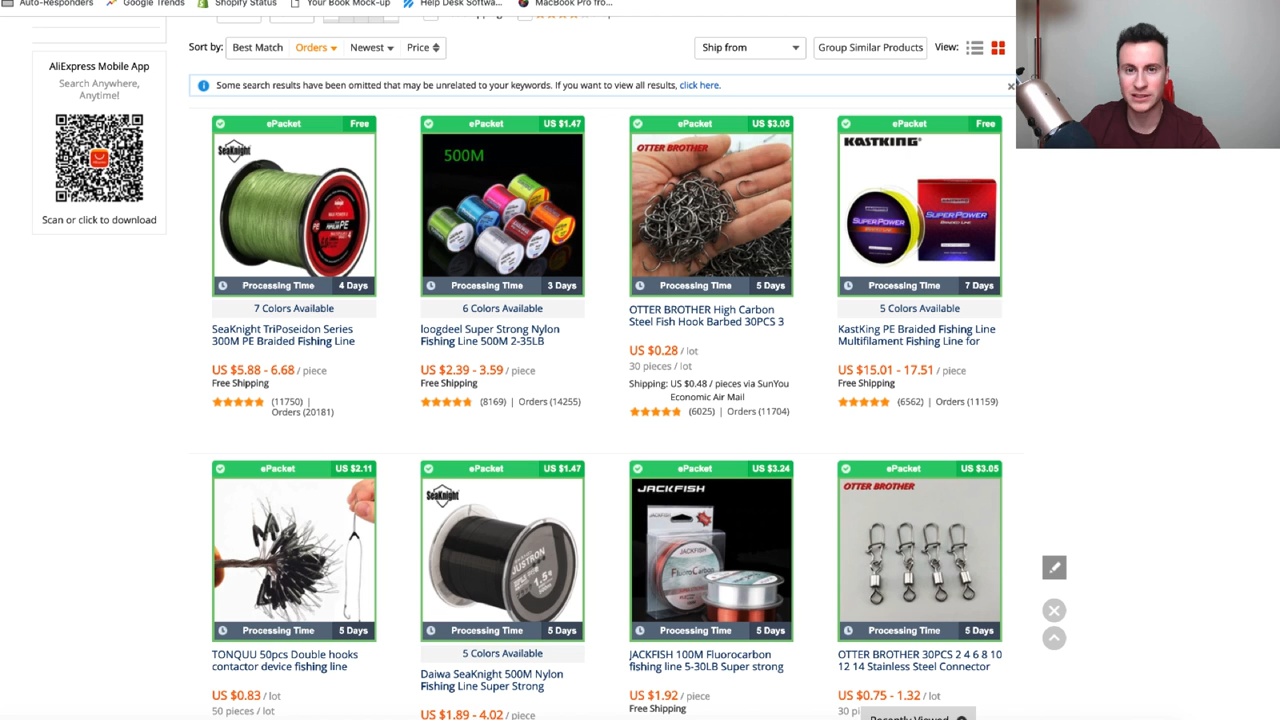 Auto-Responders
Google Trends
Shopify Status
Your Book Mock-up
Help Desk Softwa...
MacBook Pro fro...
Sort by:
Best Match
Orders
Newest
Price
Ship from
Group Similar Products
View:
AliExpress Mobile App
Search Anywhere,
Anytime!
Scan or click to download
Some search results have been omitted that may be unrelated to your keywords. If you want to view all results, click here.
ePacket Free
SeaKnight
Processing Time 4 Days
7 Colors Available
SeaKnight TriPoseidon Series
300M PE Braided Fishing Line
US $5.88 - 6.68 / piece
Free Shipping
(11750) |
Orders (20181)
ePacket US $1.47
500M
Processing Time 3 Days
6 Colors Available
loogdeel Super Strong Nylon
Fishing Line 500M 2-35LB
US $2.39 - 3.59 / piece
Free Shipping
(8169) | Orders (14255)
ePacket US $3.05
OTTER BROTHER
Processing Time 5 Days
OTTER BROTHER High Carbon
Steel Fish Hook Barbed 30PCS 3
US $0.28 / lot
30 pieces / lot
Shipping: US $0.48 / pieces via SunYou
Economic Air Mail
(6025) | Orders (11704)
ePacket Free
KASTKING
SUPERPOWER
SUPERPOWER
Processing Time 7 Days
5 Colors Available
KastKing PE Braided Fishing Line
Multifilament Fishing Line for
US $15.01 - 17.51 / piece
Free Shipping
(6562) | Orders (11159)
ePacket US $2.11
Processing Time 5 Days
TONQUU 50pcs Double hooks
contactor device fishing line
US $0.83 / lot
50 pieces / lot
ePacket US $1.47
SeaKnight
JUSTRON
1.5
Processing Time 5 Days
5 Colors Available
Daiwa SeaKnight 500M Nylon
Fishing Line Super Strong
US $1.89 - 4.02 / piece
ePacket US $3.24
JACKFISH
JACKFISH
FluoroCarbon
Processing Time 5 Days
JACKFISH 100M Fluorocarbon
fishing line 5-30LB Super strong
US $1.92 / piece
Free Shipping
ePacket US $3.05
OTTER BROTHER
Processing Time 5 Days
OTTER BROTHER 30PCS 2 4 6 8 10
12 14 Stainless Steel Connector
US $0.75 - 1.32 / lot
30 pi
Recently Viewed